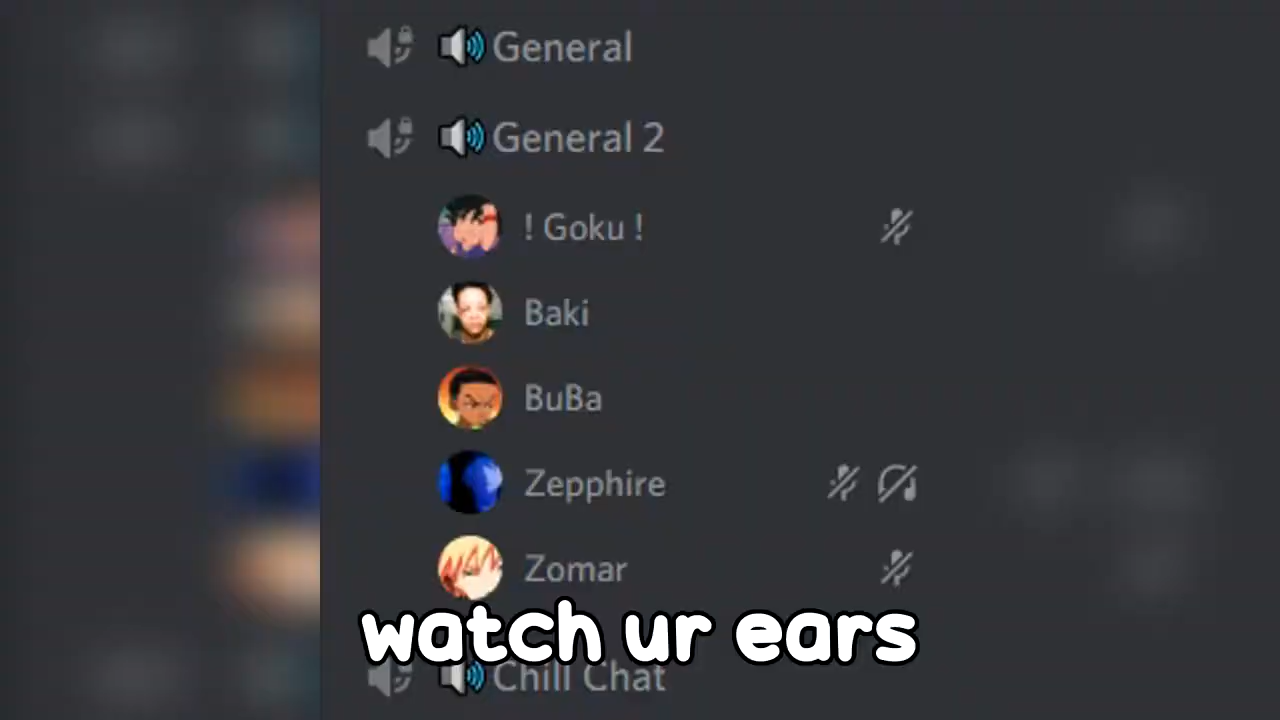 General
General 2
! Goku !
Baki
BuBa
Zepphire
Zomar
watch ur ears
Chill Chat